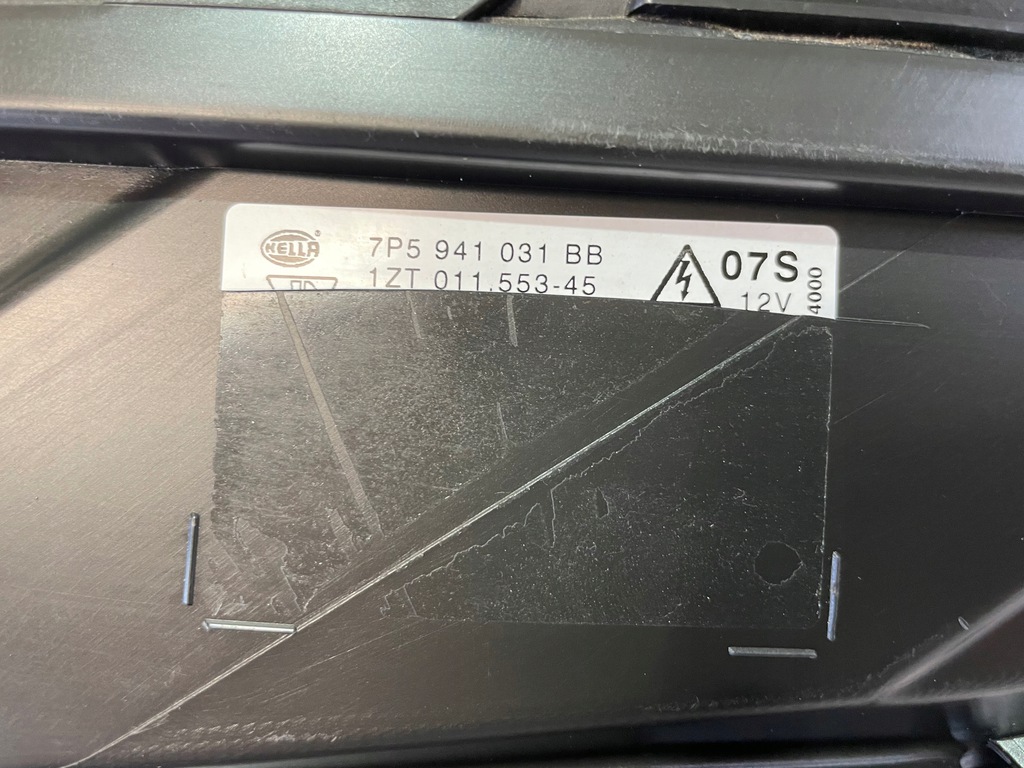 HELLA®
7P5 941 031 BB
1ZT 011.553-45
07S
12V
4000